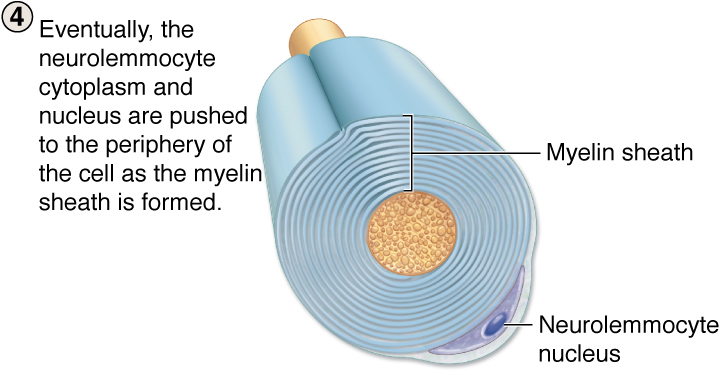 4
Eventually, the
neurolemmocyte
cytoplasm and
nucleus are pushed
to the periphery of
the cell as the myelin
sheath is formed.
Myelin sheath
Neurolemmocyte
nucleus